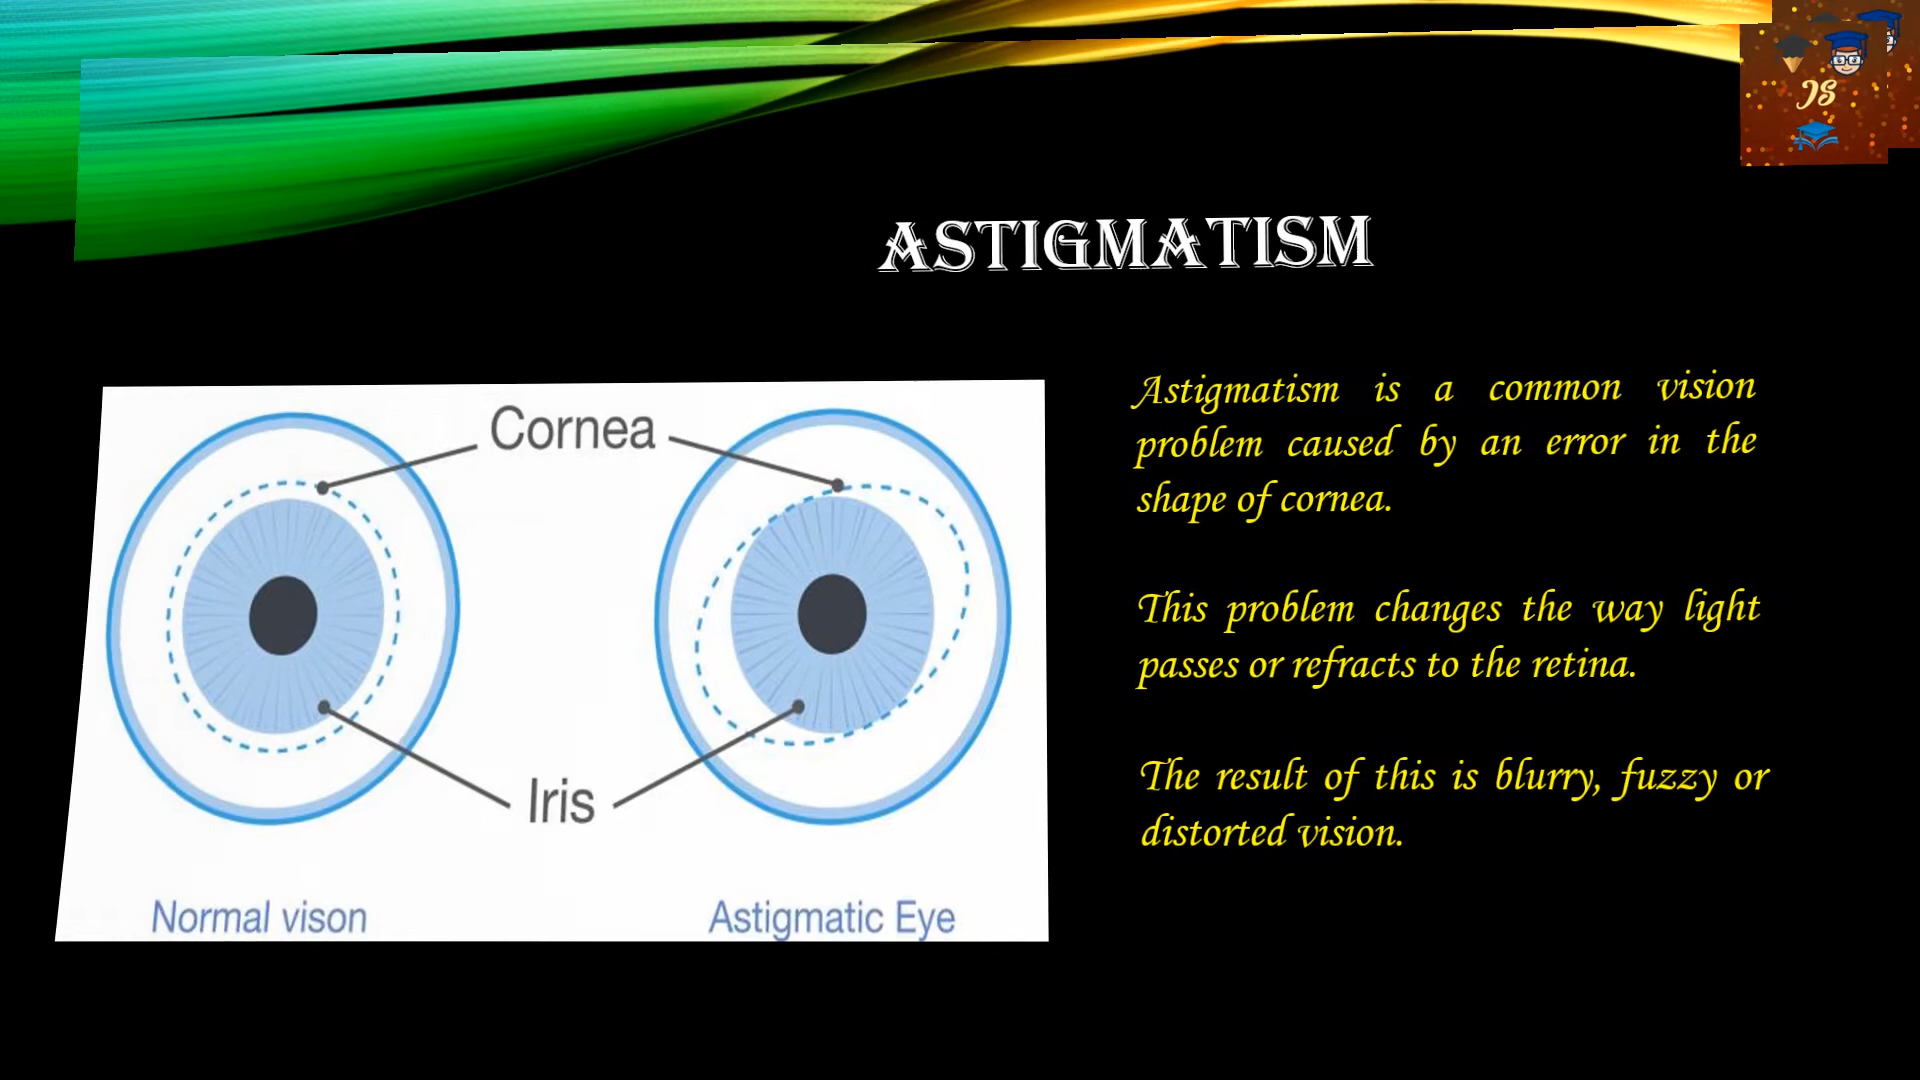 JS
ASTIGMATISM
Cornea
Iris
Normal vison
Astigmatic Eye
Astigmatism is a common vision
problem caused by an error in the
shape of cornea.
This problem changes the way light
passes or refracts to the retina.
The result of this is blurry, fuzzy or
distorted vision.